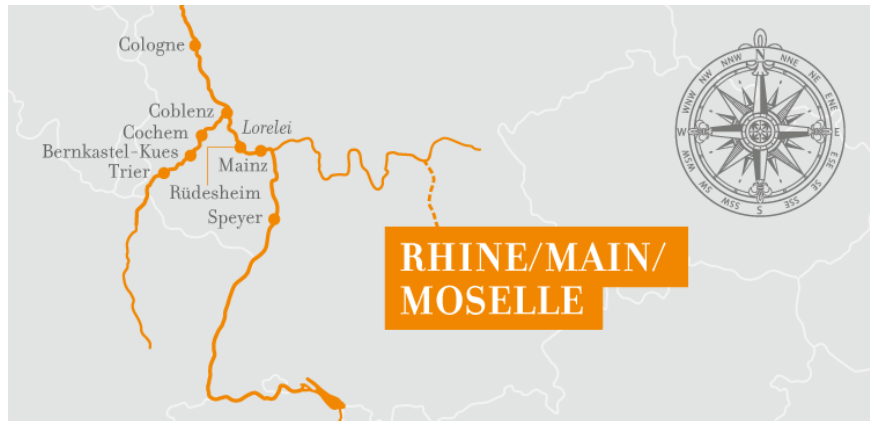 Cologne
Coblenz
Lorelei
Cochem
Bernkastel-Kues
Mainz
Trier
Rüdesheim
Speyer
RHINE/MAIN/
MOSELLE
N
NNE
NE
ENE
E
ESE
SE
SSE
S
SSW
SW
WSW
W
WNW
NW
NNW